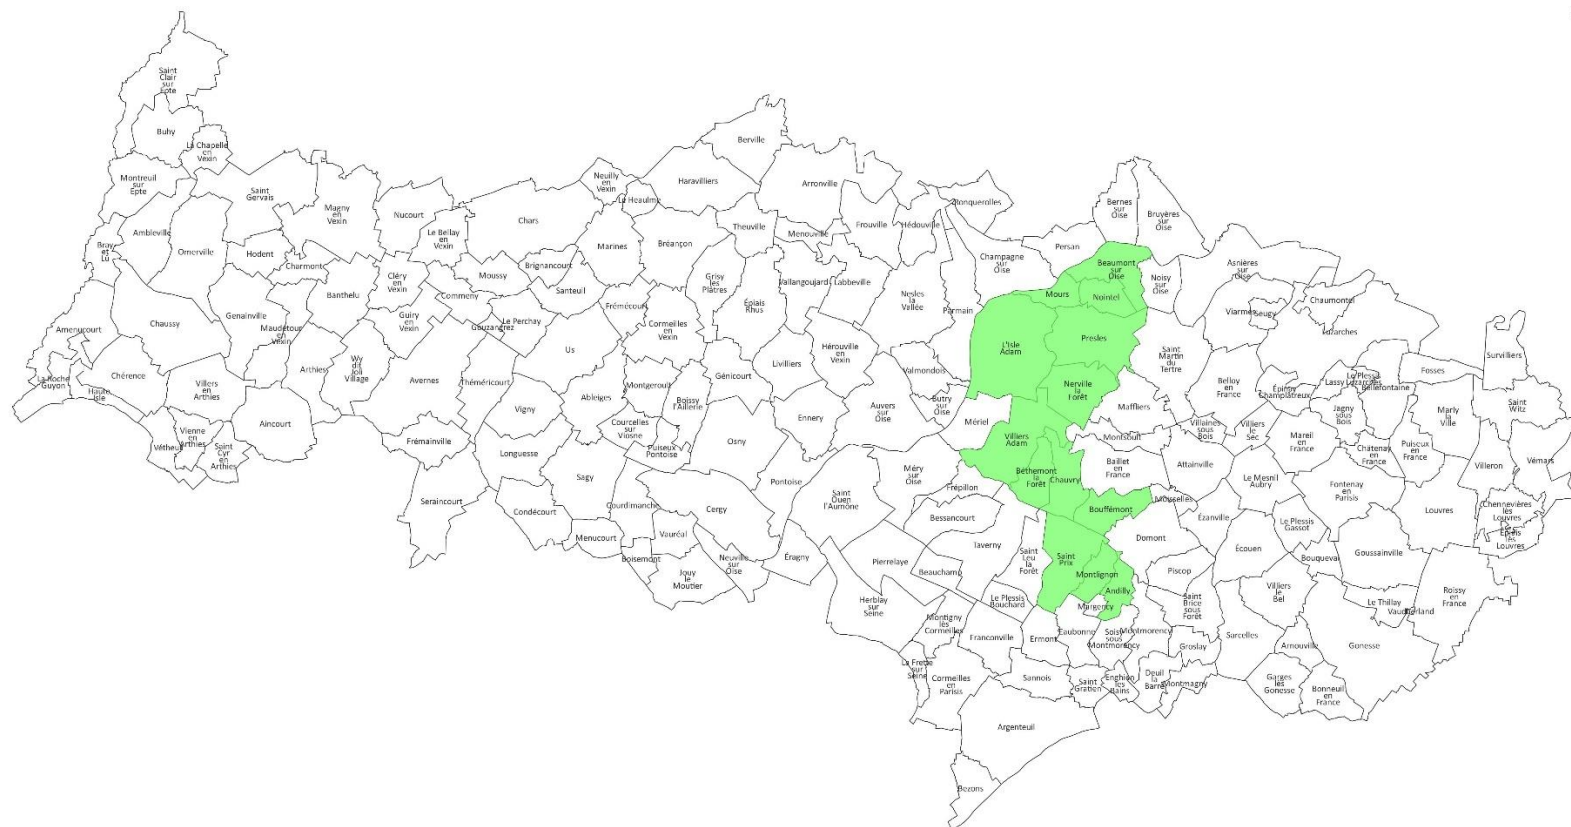 Saint
Clair
sur
Epte
Buhy
La Chapelle
en
Vexin
Montreuil
sur
Epte
Saint
Gervais
Magny
en
Vexin
Nucourt
Le Bellay
en
Vexin
Chars
Neuilly
en
Vexin
Le Heaulme
Haravilliers
Berville
Arronville
Theuville
Menouville
Frouville
Hédouville
Ronquerolles
Bernes
sur
Oise
Bruyères
sur
Oise
Persan
Champagne
sur
Oise
Beaumont
sur
Oise
Mours
Nointel
Noisy
sur
Oise
Asnières
sur
Oise
Viarmes
Seugy
Chaumontel
Luzarches
Survilliers
Fosses
Bray
et
Lu
Ambleville
Omerville
Hodent
Charmont
Banthelu
Cléry
en
Vexin
Commeny
Moussy
Brignancourt
Santeuil
Marines
Bréançon
Grisy
les
Plâtres
Épiais
Rhus
Vallangoujard
Labbeville
Nesles
la
Vallée
Parmain
L'Isle
Adam
Presles
Nerville
la
Forêt
Saint
Martin
du
Tertre
Belloy
en
France
Épinay
Champlâtreux
Lassy
Le Plessis
Luzarches
Bellefontaine
Jagny
sous
Bois
Marly
la
Ville
Saint
Witz
Amenucourt
Chaussy
Genainville
Maudétour
en
Vexin
Guiry
en
Vexin
Gouzangrez
Le Perchay
Us
Frémécourt
Cormeilles
en
Vexin
Génicourt
Livilliers
Hérouville
en
Vexin
Valmondois
Butry
sur
Oise
Auvers
sur
Oise
Mériel
Maffliers
Montsoult
Villaines
sous
Bois
Villiers
le
Sec
Mareil
en
France
Châtenay
en
France
Puiseux
en
France
Villeron
Vémars
La Roche
Guyon
Haute
Isle
Chérence
Villers
en
Arthies
Arthies
Wy
dit
Joli
Village
Avernes
Théméricourt
Vigny
Ableiges
Montgeroult
Boissy
l'Aillerie
Courcelles
sur
Viosne
Puiseux
Pontoise
Osny
Ennery
Vétheuil
Vienne
en
Arthies
Saint
Cyr
en
Arthies
Aincourt
Frémainville
Seraincourt
Longuesse
Condécourt
Sagy
Courdimanche
Menucourt
Boisemont
Vauréal
Cergy
Jouy
le
Moutier
Neuville
sur
Oise
Pontoise
Éragny
Saint
Ouen
l'Aumône
Méry
sur
Oise
Frépillon
Villiers
Adam
Béthemont
la
Forêt
Chauvry
Baillet
en
France
Attainville
Bouffémont
Moisselles
Le Mesnil
Aubry
Fontenay
en
Parisis
Louvres
Chennevières
les
Louvres
Épiais
les
Louvres
Bessancourt
Taverny
Saint
Leu
la
Forêt
Saint
Prix
Montlignon
Andilly
Margency
Domont
Ézanville
Écouen
Le Plessis
Gassot
Bouqueval
Goussainville
Pierrelaye
Beauchamp
Le Plessis
Bouchard
Piscop
Saint
Brice
sous
Forêt
Villiers
le
Bel
Le Thillay
Vaudherland
Roissy
en
France
Herblay
sur
Seine
Montigny
lès
Cormeilles
Franconville
Ermont
Eaubonne
Soisy
sous
Montmorency
Montmorency
Groslay
Sarcelles
Arnouville
Gonesse
La Frette
sur
Seine
Cormeilles
en
Parisis
Sannois
Saint
Gratien
Enghien
les
Bains
Deuil
la
Barre
Montmagny
Garges
lès
Gonesse
Bonneuil
en
France
Argenteuil
Bezons